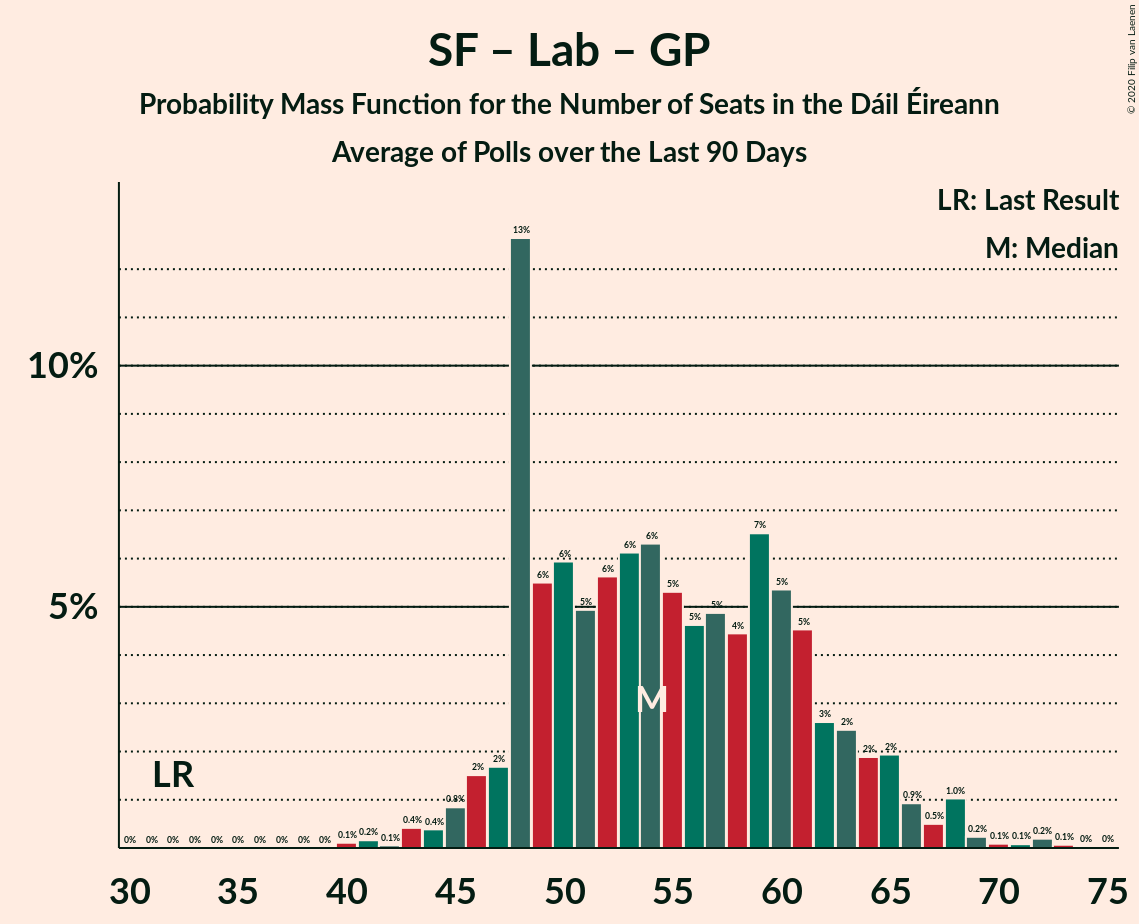 SF – Lab – GP
Probability Mass Function for the Number of Seats in the Dáil Éireann
Average of Polls over the Last 90 Days
© 2020 Filip van Laenen
LR: Last Result
M: Median
13%
10%
7%
6% 6% 6% 6% 6%
5% 5% 5% 5% 5% 5% 5%
5%
4%
M
3% 2%
2% 2% 2% 2%
LR
0.8% 0.9% 1.0%
0% 0% 0% 0% 0% 0% 0% 0% 0% 0% 0.1% 0.2% 0.1% 0.4% 0.4% 0.5% 0.2% 0.1% 0.1% 0.2% 0.1% 0% 0%
30 35 40 45 50 55 60 65 70 75